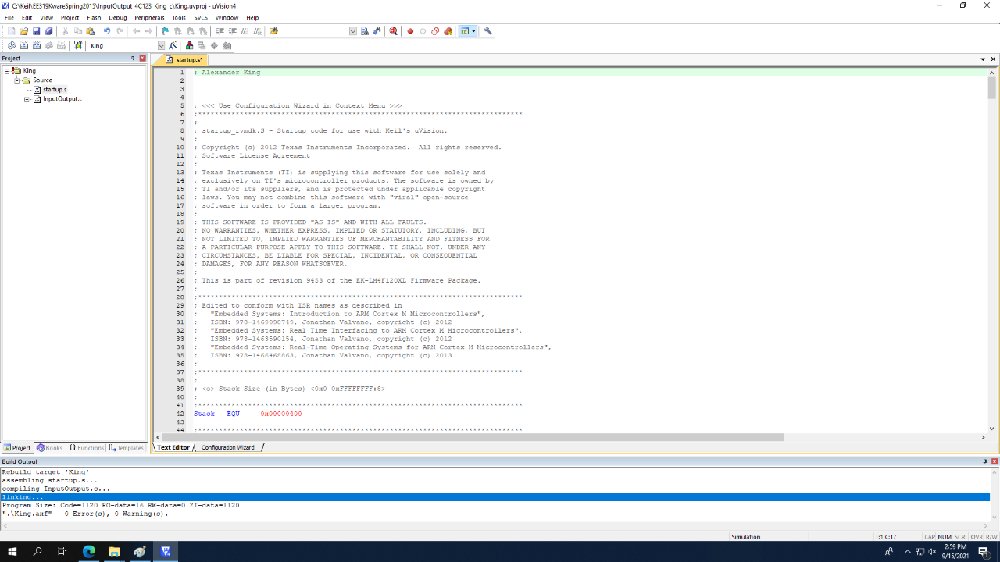 C:\Keil\EE319KwareSpring2015\InputOutput_4C123_King_c\King.uvproj - µVision4
File Edit View Project Flash Debug Peripherals Tools SVCS Window Help
King
Project
King
Source
startup.s
InputOutput.c
Project Books Functions Templates
startup.s*
1 ; Alexander King
2
3
4
5 ; <<< Use Configuration Wizard in Context Menu >>>
6 ;******************************************************************************
7 ;
8 ; startup_rvmdk.S - Startup code for use with Keil's uVision.
9 ;
10 ; Copyright (c) 2012 Texas Instruments Incorporated.  All rights reserved.
11 ; Software License Agreement
12 ;
13 ; Texas Instruments (TI) is supplying this software for use solely and
14 ; exclusively on TI's microcontroller products. The software is owned by
15 ; TI and/or its suppliers, and is protected under applicable copyright
16 ; laws. You may not combine this software with "viral" open-source
17 ; software in order to form a larger program.
18 ;
19 ; THIS SOFTWARE IS PROVIDED "AS IS" AND WITH ALL FAULTS.
20 ; NO WARRANTIES, WHETHER EXPRESS, IMPLIED OR STATUTORY, INCLUDING, BUT
21 ; NOT LIMITED TO, IMPLIED WARRANTIES OF MERCHANTABILITY AND FITNESS FOR
22 ; A PARTICULAR PURPOSE APPLY TO THIS SOFTWARE. TI SHALL NOT, UNDER ANY
23 ; CIRCUMSTANCES, BE LIABLE FOR SPECIAL, INCIDENTAL, OR CONSEQUENTIAL
24 ; DAMAGES, FOR ANY REASON WHATSOEVER.
25 ;
26 ; This is part of revision 9453 of the EK-LM4F120XL Firmware Package.
27 ;
28 ;******************************************************************************
29 ; Edited to conform with ISR names as described in
30 ;   "Embedded Systems: Introduction to ARM Cortex M Microcontrollers",
31 ;   ISBN: 978-1469998749, Jonathan Valvano, copyright (c) 2012
32 ;   "Embedded Systems: Real Time Interfacing to ARM Cortex M Microcontrollers",
33 ;   ISBN: 978-1463590154, Jonathan Valvano, copyright (c) 2012
34 ;   "Embedded Systems: Real-Time Operating Systems for ARM Cortex M Microcontrollers",
35 ;   ISBN: 978-1466468863, Jonathan Valvano, copyright (c) 2013
36 ;
37 ;******************************************************************************
38 ;
39 ; <o> Stack Size (in Bytes) <0x0-0xFFFFFFFF:8>
40 ;
41 ;******************************************************************************
42 Stack   EQU     0x00000400
43
44 ;******************************************************************************
Text Editor Configuration Wizard
Build Output
Rebuild target 'King'
assembling startup.s...
compiling InputOutput.c...
linking...
Program Size: Code=1120 RO-data=16 RW-data=0 ZI-data=1120
".\King.axf" - 0 Error(s), 0 Warning(s).
Simulation L:1 C:17 CAP NUM SCRL OVR R/W
2:59 PM
9/15/2021
1